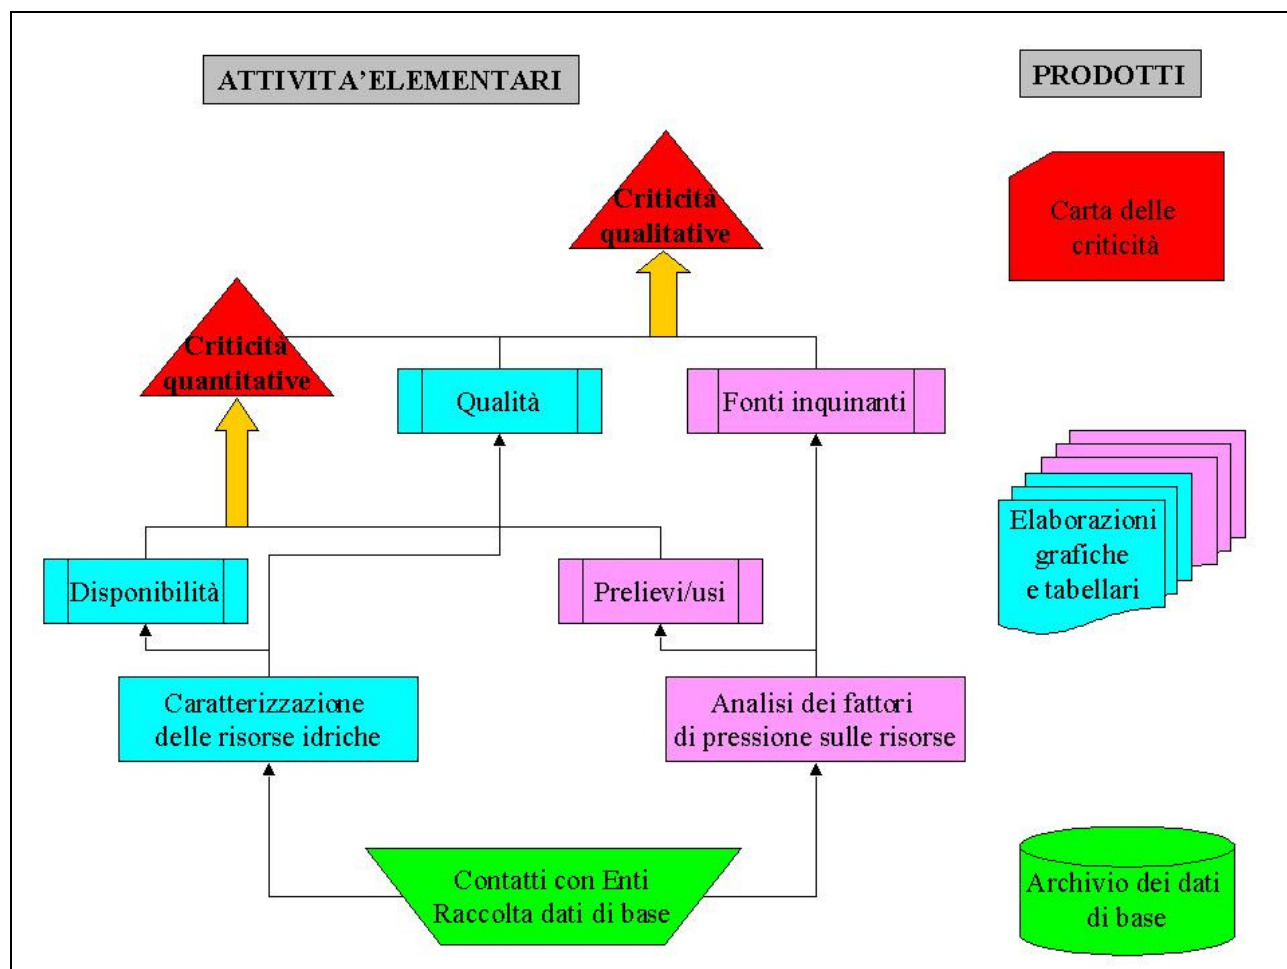 ATTIVITA’ELEMENTARI
PRODOTTI
Criticità
qualitative
Carta delle
criticità
Criticità
quantitative
Qualità
Fonti inquinanti
Elaborazioni
grafiche
e tabellari
Disponibilità
Prelievi/usi
Caratterizzazione
delle risorse idriche
Analisi dei fattori
di pressione sulle risorse
Contatti con Enti
Raccolta dati di base
Archivio dei dati
di base